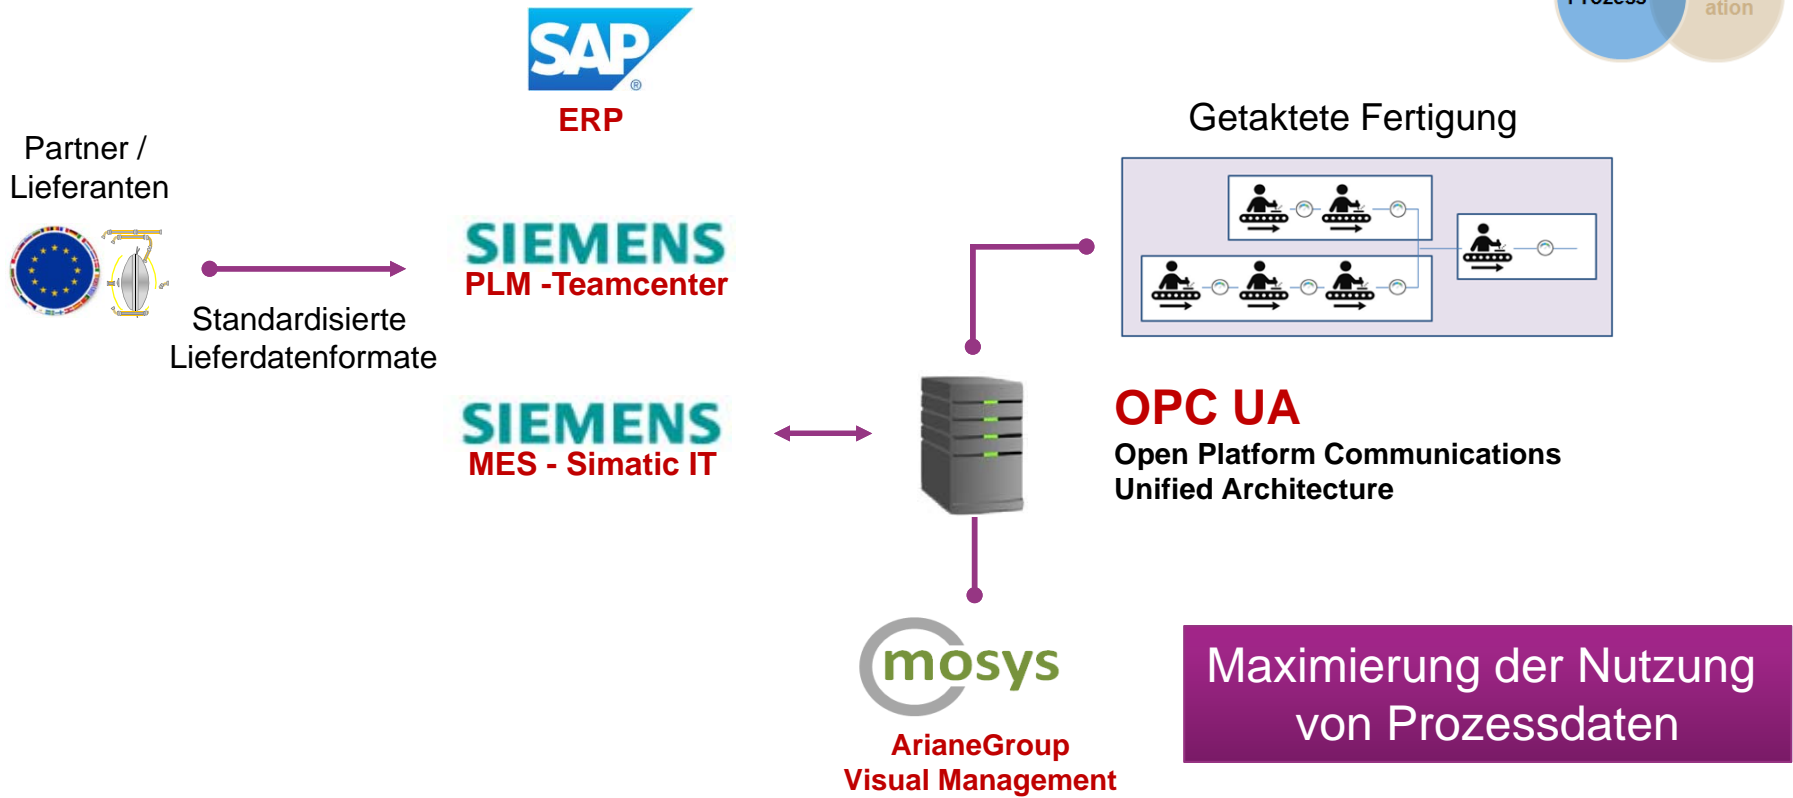 Prozess
ation
SAP
®
ERP
Getaktete Fertigung
Partner /
Lieferanten
SIEMENS
PLM -Teamcenter
Standardisierte
Lieferdatenformate
SIEMENS
MES - Simatic IT
OPC UA
Open Platform Communications
Unified Architecture
mosys
ArianeGroup
Visual Management
Maximierung der Nutzung
von Prozessdaten